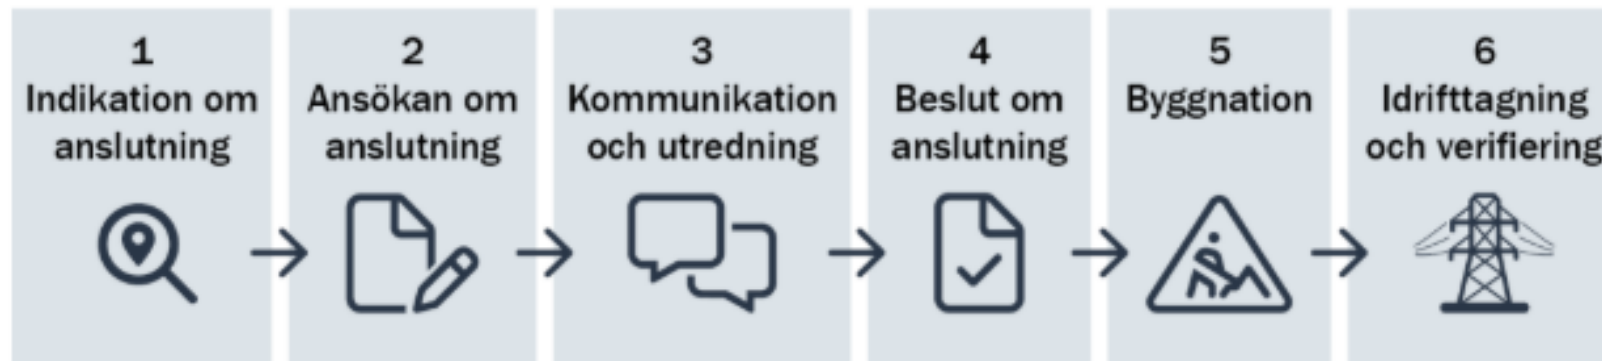 1
Indikation om
anslutning
2
Ansökan om
anslutning
3
Kommunikation
och utredning
4
Beslut om
anslutning
5
Byggnation
6
Idrifttagning
och verifiering